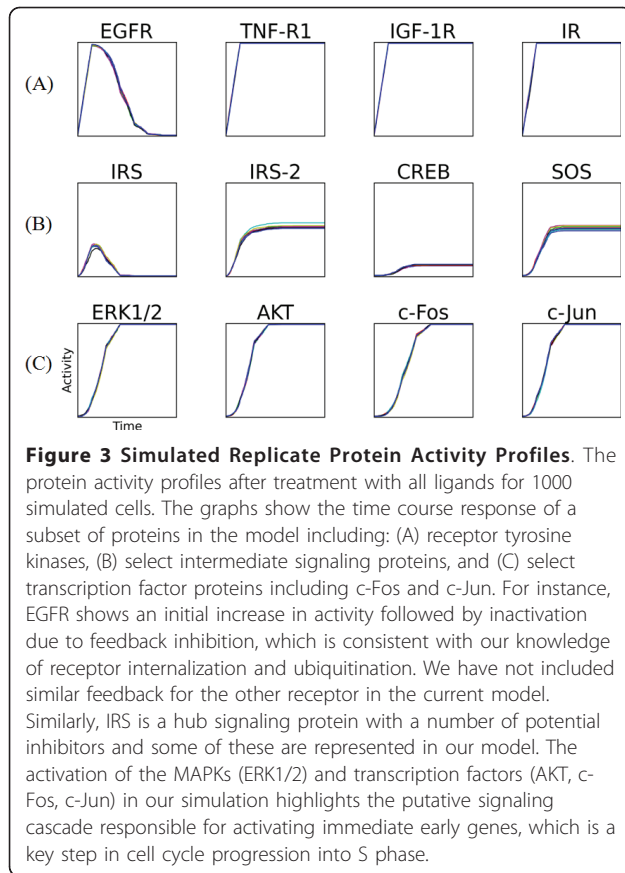 EGFR TNF-R1 IGF-1R IR
(A)
IRS IRS-2 CREB SOS
(B)
ERK1/2 AKT c-Fos c-Jun
(C)
Activity
Time
Figure 3 Simulated Replicate Protein Activity Profiles. The
protein activity profiles after treatment with all ligands for 1000
simulated cells. The graphs show the time course response of a
subset of proteins in the model including: (A) receptor tyrosine
kinases, (B) select intermediate signaling proteins, and (C) select
transcription factor proteins including c-Fos and c-Jun. For instance,
EGFR shows an initial increase in activity followed by inactivation
due to feedback inhibition, which is consistent with our knowledge
of receptor internalization and ubiquitination. We have not included
similar feedback for the other receptor in the current model.
Similarly, IRS is a hub signaling protein with a number of potential
inhibitors and some of these are represented in our model. The
activation of the MAPKs (ERK1/2) and transcription factors (AKT, c-
Fos, c-Jun) in our simulation highlights the putative signaling
cascade responsible for activating immediate early genes, which is a
key step in cell cycle progression into S phase.